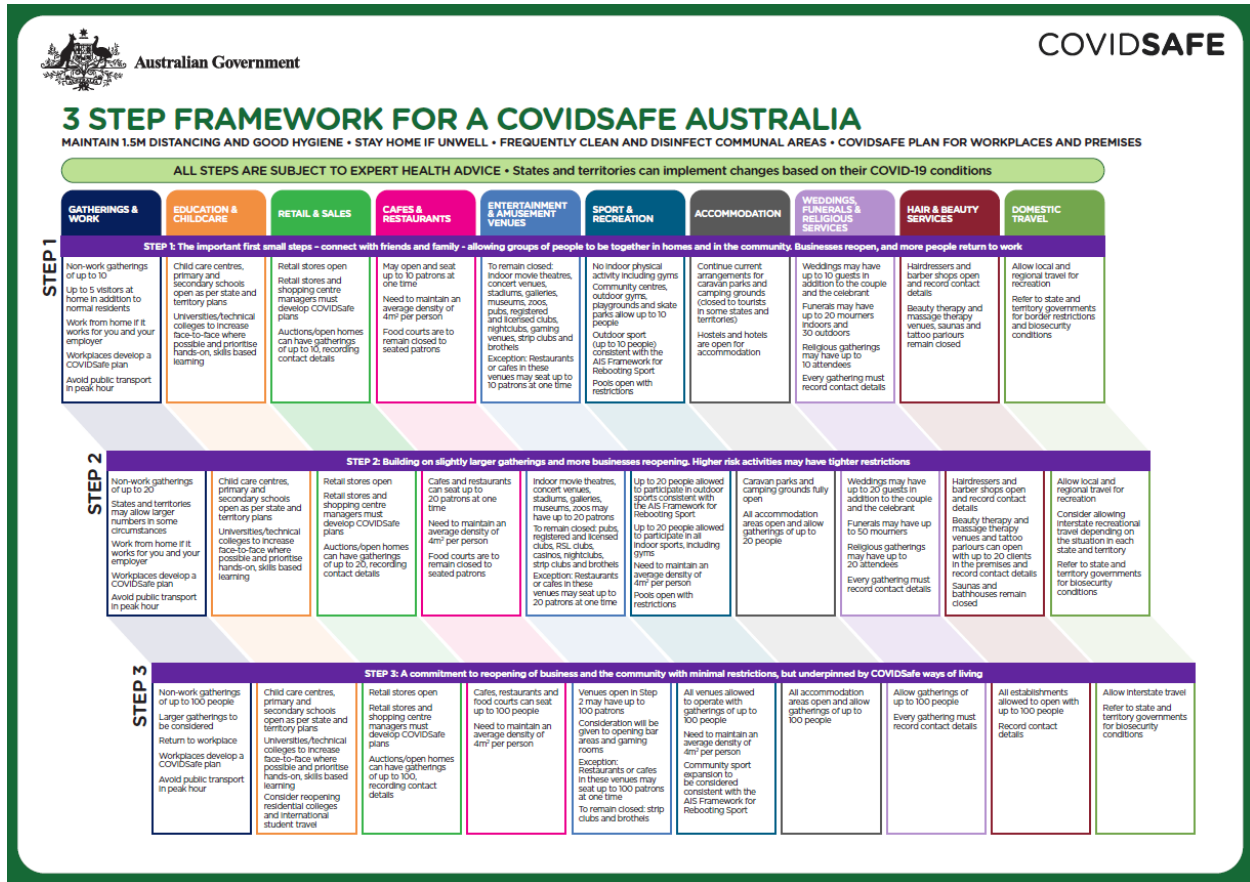 Australian Government
COVIDSAFE
3 STEP FRAMEWORK FOR A COVIDSAFE AUSTRALIA
MAINTAIN 1.5M DISTANCING AND GOOD HYGIENE • STAY HOME IF UNWELL • FREQUENTLY CLEAN AND DISINFECT COMMUNAL AREAS • COVIDSAFE PLAN FOR WORKPLACES AND PREMISES
ALL STEPS ARE SUBJECT TO EXPERT HEALTH ADVICE • States and territories can implement changes based on their COVID-19 conditions
GATHERINGS &
WORK
EDUCATION &
CHILDCARE
RETAIL & SALES
CAFES &
RESTAURANTS
ENTERTAINMENT
& AMUSEMENT
VENUES
SPORT &
RECREATION
ACCOMMODATION
WEDDINGS,
FUNERALS &
RELIGIOUS
SERVICES
HAIR & BEAUTY
SERVICES
DOMESTIC
TRAVEL
STEP 1
STEP 1: The important first small steps – connect with friends and family - allowing groups of people to be together in homes and in the community. Businesses reopen, and more people return to work
Non-work gatherings
of up to 10
Up to 5 visitors at
home in addition to
normal residents
Work from home if it
works for you and your
employer
Workplaces develop a
COVIDSafe plan
Avoid public transport
in peak hour
Child care centres,
primary and
secondary schools
open as per state and
territory plans
Universities/technical
colleges to increase
face-to-face where
possible and prioritise
hands-on, skills based
learning
Retail stores open
Retail stores and
shopping centre
managers must
develop COVIDSafe
plans
Auctions/open homes
can have gatherings
of up to 10, recording
contact details
May open and seat
up to 10 patrons at
one time
Need to maintain an
average density of
4m² per person
Food courts are to
remain closed to
seated patrons
To remain closed:
Indoor movie theatres,
concert venues,
stadiums, galleries,
museums, zoos,
pubs, registered
and licensed clubs,
nightclubs, gaming
venues, strip clubs and
brothels
Exception: Restaurants
or cafes in these
venues may seat up to
10 patrons at one time
No indoor physical
activity including gyms
Community centres,
outdoor gyms,
playgrounds and skate
parks allow up to 10
people
Outdoor sport
(up to 10 people)
consistent with the
AIS Framework for
Rebooting Sport
Pools open with
restrictions
Continue current
arrangements for
caravan parks and
camping grounds
(closed to tourists
in some states and
territories)
Hostels and hotels
are open for
accommodation
Weddings may have
up to 10 guests in
addition to the couple
and the celebrant
Funerals may have
up to 20 mourners
indoors and
30 outdoors
Religious gatherings
may have up to
10 attendees
Every gathering must
record contact details
Hairdressers and
barber shops open
and record contact
details
Beauty therapy and
massage therapy
venues, saunas and
tattoo parlours
remain closed
Allow local and
regional travel for
recreation
Refer to state and
territory governments
for border restrictions
and biosecurity
conditions
STEP 2
STEP 2: Building on slightly larger gatherings and more businesses reopening. Higher risk activities may have tighter restrictions
Non-work gatherings
of up to 20
States and territories
may allow larger
numbers in some
circumstances
Work from home if it
works for you and your
employer
Workplaces develop a
COVIDSafe plan
Avoid public transport
in peak hour
Child care centres,
primary and
secondary schools
open as per state and
territory plans
Universities/technical
colleges to increase
face-to-face where
possible and prioritise
hands-on, skills based
learning
Retail stores open
Retail stores and
shopping centre
managers must
develop COVIDSafe
plans
Auctions/open homes
can have gatherings
of up to 20, recording
contact details
Cafes and restaurants
can seat up to
20 patrons at one
time
Need to maintain an
average density of
4m² per person
Food courts are to
remain closed to
seated patrons
Indoor movie theatres,
concert venues,
stadiums, galleries,
museums, zoos may
have up to 20 patrons
To remain closed: pubs,
registered and licensed
clubs, RSL clubs,
casinos, nightclubs,
strip clubs and brothels
Exception: Restaurants
or cafes in these
venues may seat up to
20 patrons at one time
Up to 20 people allowed
to participate in outdoor
sports consistent with
the AIS Framework for
Rebooting Sport
Up to 20 people allowed
to participate in all
indoor sports, including
gyms
Need to maintain an
average density of
4m² per person
Pools open with
restrictions
Caravan parks and
camping grounds fully
open
All accommodation
areas open and allow
gatherings of up to
20 people
Weddings may have
up to 20 guests in
addition to the couple
and the celebrant
Funerals may have up
to 50 mourners
Religious gatherings
may have up to
20 attendees
Every gathering must
record contact details
Hairdressers and
barber shops open
and record contact
details
Beauty therapy and
massage therapy
venues and tattoo
parlours can open
with up to 20 clients
in the premises and
record contact details
Saunas and
bathhouses remain
closed
Allow local and
regional travel for
recreation
Consider allowing
interstate recreational
travel depending on
the situation in each
state and territory
Refer to state and
territory governments
for biosecurity
conditions
STEP 3
STEP 3: A commitment to reopening of business and the community with minimal restrictions, but underpinned by COVIDSafe ways of living
Non-work gatherings
of up to 100 people
Larger gatherings to
be considered
Return to workplace
Workplaces develop a
COVIDSafe plan
Avoid public transport
in peak hour
Child care centres,
primary and
secondary schools
open as per state and
territory plans
Universities/technical
colleges to increase
face-to-face where
possible and prioritise
hands-on, skills based
learning
Consider reopening
residential colleges
and international
student travel
Retail stores open
Retail stores and
shopping centre
managers must
develop COVIDSafe
plans
Auctions/open homes
can have gatherings
of up to 100,
recording contact
details
Cafes, restaurants and
food courts can seat
up to 100 people
Need to maintain an
average density of
4m² per person
Venues open in Step
2 may have up to
100 patrons
Consideration will be
given to opening bar
areas and gaming
rooms
Exception:
Restaurants or cafes
in these venues may
seat up to 100 patrons
at one time
To remain closed: strip
clubs and brothels
All venues allowed
to operate with
gatherings of up to
100 people
Need to maintain an
average density of
4m² per person
Community sport
expansion to
be considered
consistent with the
AIS Framework for
Rebooting Sport
All accommodation
areas open and allow
gatherings of up to
100 people
Allow gatherings of
up to 100 people
Every gathering must
record contact details
All establishments
allowed to open with
up to 100 people
Record contact
details
Allow interstate travel
Refer to state and
territory governments
for biosecurity
conditions